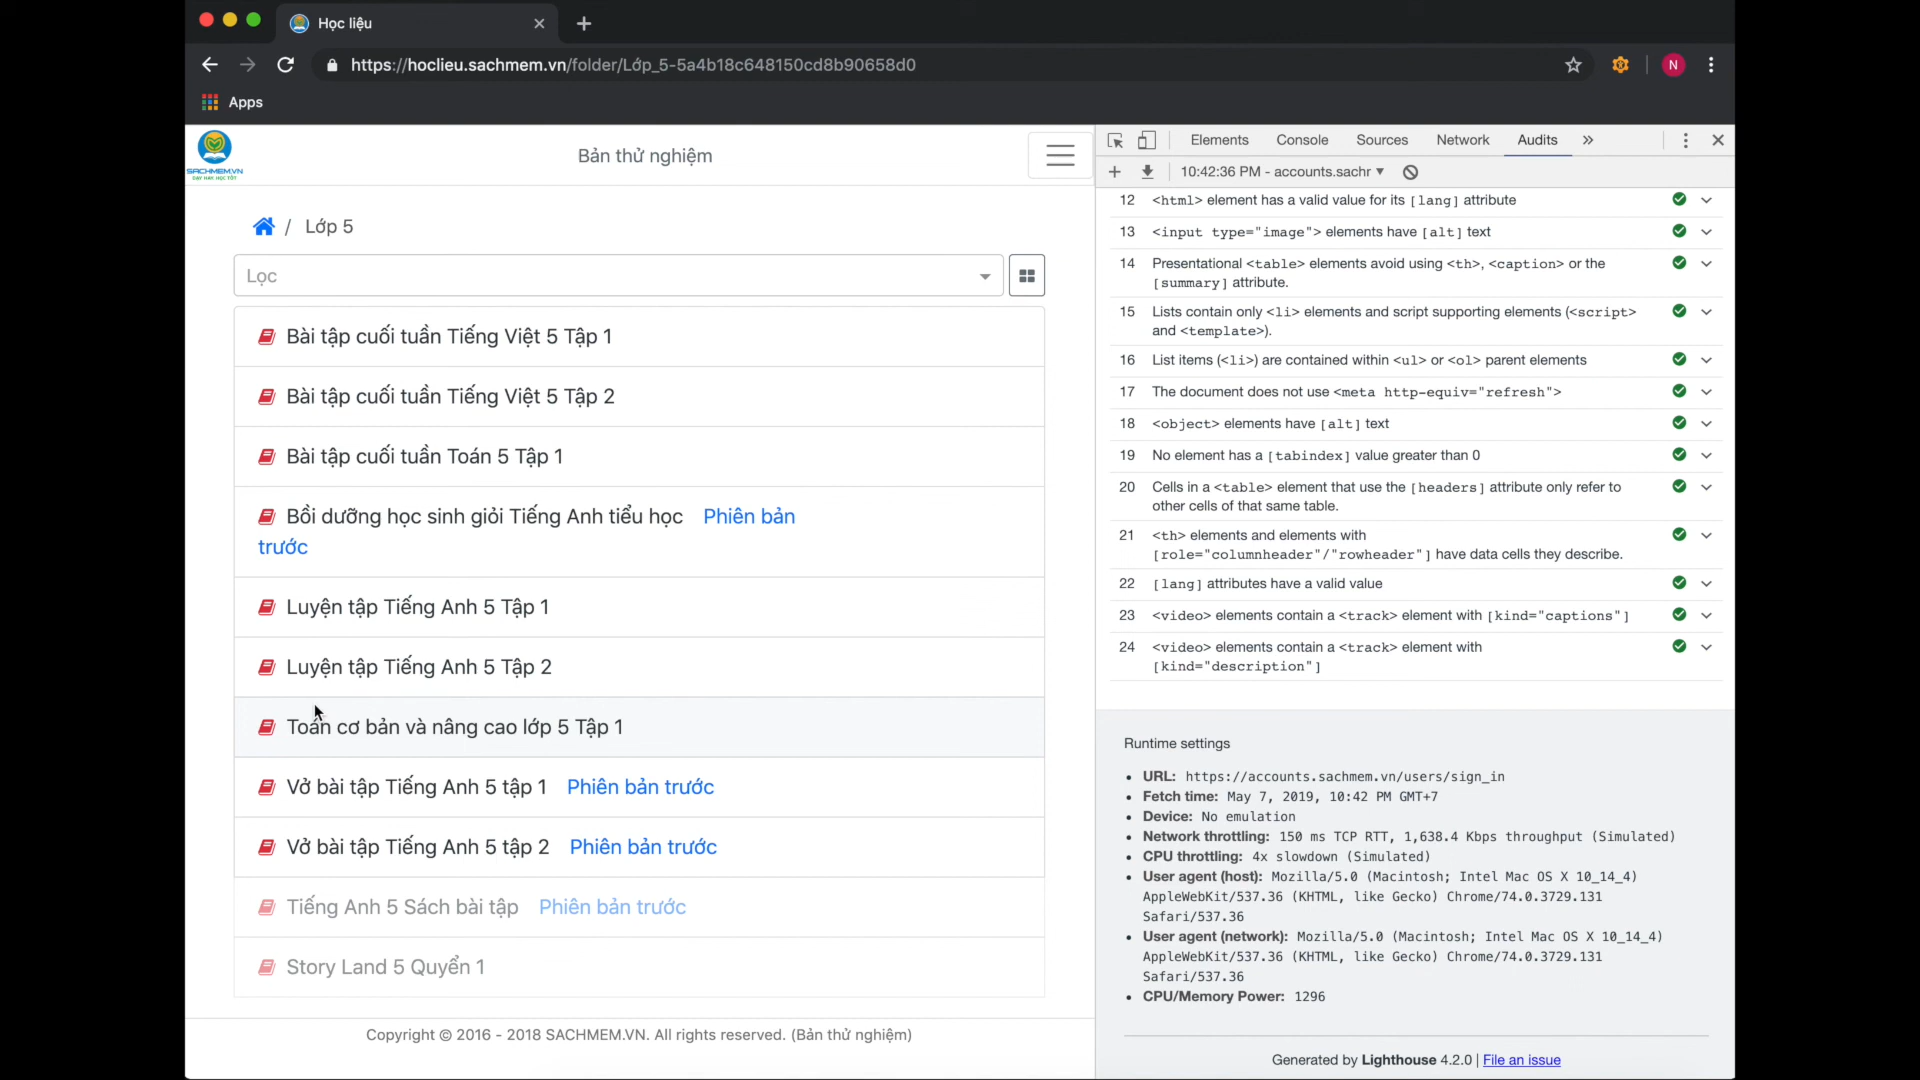 Học liệu
https://hoclieu.sachmem.vn/folder/Lớp_5-5a4b18c648150cd8b90658d0
N
Apps
SACHMEM.VN
DẠY HAY, HỌC TỐT
Bản thử nghiệm
/ Lớp 5
Lọc
Bài tập cuối tuần Tiếng Việt 5 Tập 1
Bài tập cuối tuần Tiếng Việt 5 Tập 2
Bài tập cuối tuần Toán 5 Tập 1
Bồi dưỡng học sinh giỏi Tiếng Anh tiểu học Phiên bản
trước
Luyện tập Tiếng Anh 5 Tập 1
Luyện tập Tiếng Anh 5 Tập 2
Toán cơ bản và nâng cao lớp 5 Tập 1
Vở bài tập Tiếng Anh 5 tập 1 Phiên bản trước
Vở bài tập Tiếng Anh 5 tập 2 Phiên bản trước
Tiếng Anh 5 Sách bài tập Phiên bản trước
Story Land 5 Quyển 1
Copyright © 2016 - 2018 SACHMEM.VN. All rights reserved. (Bản thử nghiệm)
Elements Console Sources Network Audits »
10:42:36 PM - accounts.sachr
12 <html> element has a valid value for its [lang] attribute
13 <input type="image"> elements have [alt] text
14 Presentational <table> elements avoid using <th>, <caption> or the
[summary] attribute.
15 Lists contain only <li> elements and script supporting elements (<script>
and <template>).
16 List items (<li>) are contained within <ul> or <ol> parent elements
17 The document does not use <meta http-equiv="refresh">
18 <object> elements have [alt] text
19 No element has a [tabindex] value greater than 0
20 Cells in a <table> element that use the [headers] attribute only refer to
other cells of that same table.
21 <th> elements and elements with
[role="columnheader"/"rowheader"] have data cells they describe.
22 [lang] attributes have a valid value
23 <video> elements contain a <track> element with [kind="captions"]
24 <video> elements contain a <track> element with
[kind="description"]
Runtime settings
• URL: https://accounts.sachmem.vn/users/sign_in
• Fetch time: May 7, 2019, 10:42 PM GMT+7
• Device: No emulation
• Network throttling: 150 ms TCP RTT, 1,638.4 Kbps throughput (Simulated)
• CPU throttling: 4x slowdown (Simulated)
• User agent (host): Mozilla/5.0 (Macintosh; Intel Mac OS X 10_14_4)
AppleWebKit/537.36 (KHTML, like Gecko) Chrome/74.0.3729.131
Safari/537.36
• User agent (network): Mozilla/5.0 (Macintosh; Intel Mac OS X 10_14_4)
AppleWebKit/537.36 (KHTML, like Gecko) Chrome/74.0.3729.131
Safari/537.36
• CPU/Memory Power: 1296
Generated by Lighthouse 4.2.0 | File an issue